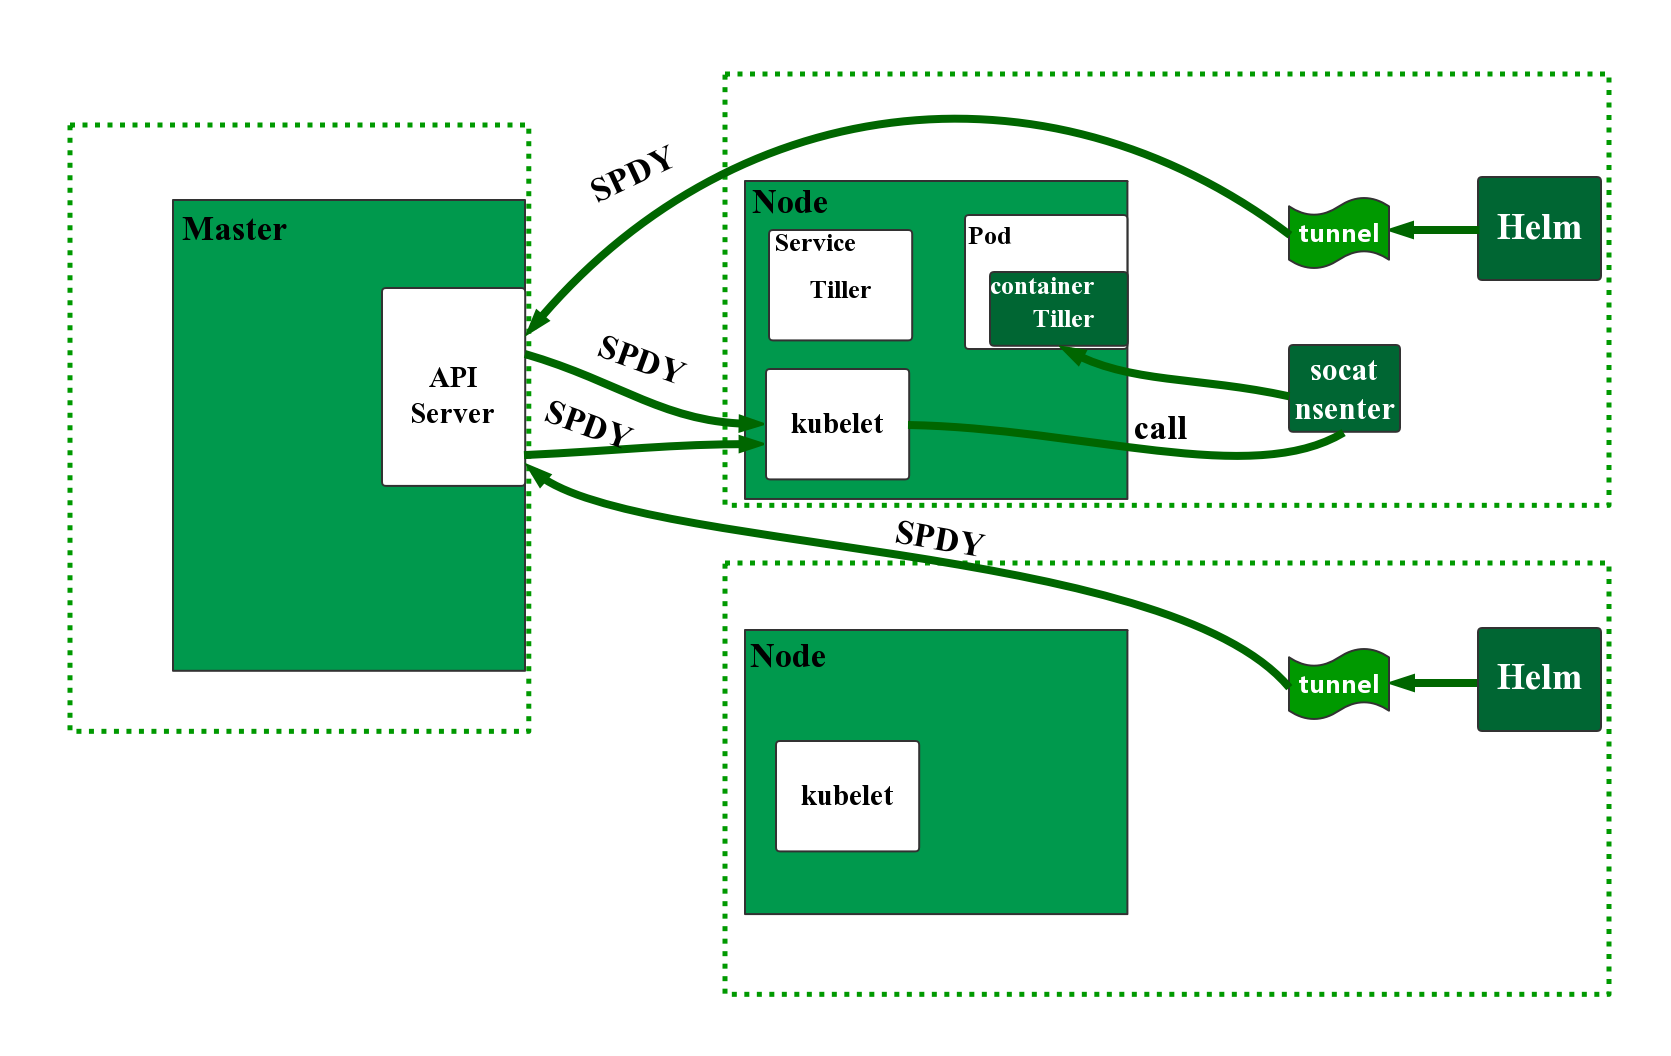 Master
API
Server
SPDY
SPDY
SPDY
Node
Service
Tiller
Pod
container
Tiller
kubelet
call
socat
nsenter
tunnel
Helm
SPDY
Node
kubelet
tunnel
Helm